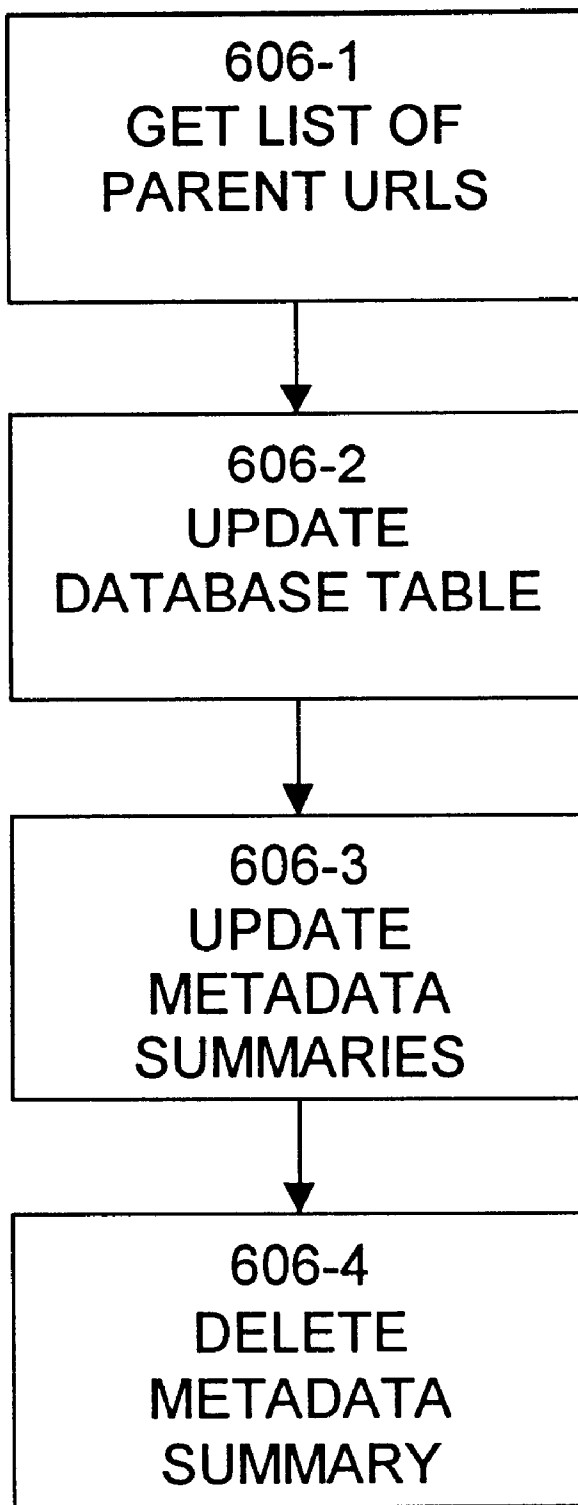 606-1
GET LIST OF
PARENT URLS
606-2
UPDATE
DATABASE TABLE
606-3
UPDATE
METADATA
SUMMARIES
606-4
DELETE
METADATA
SUMMARY